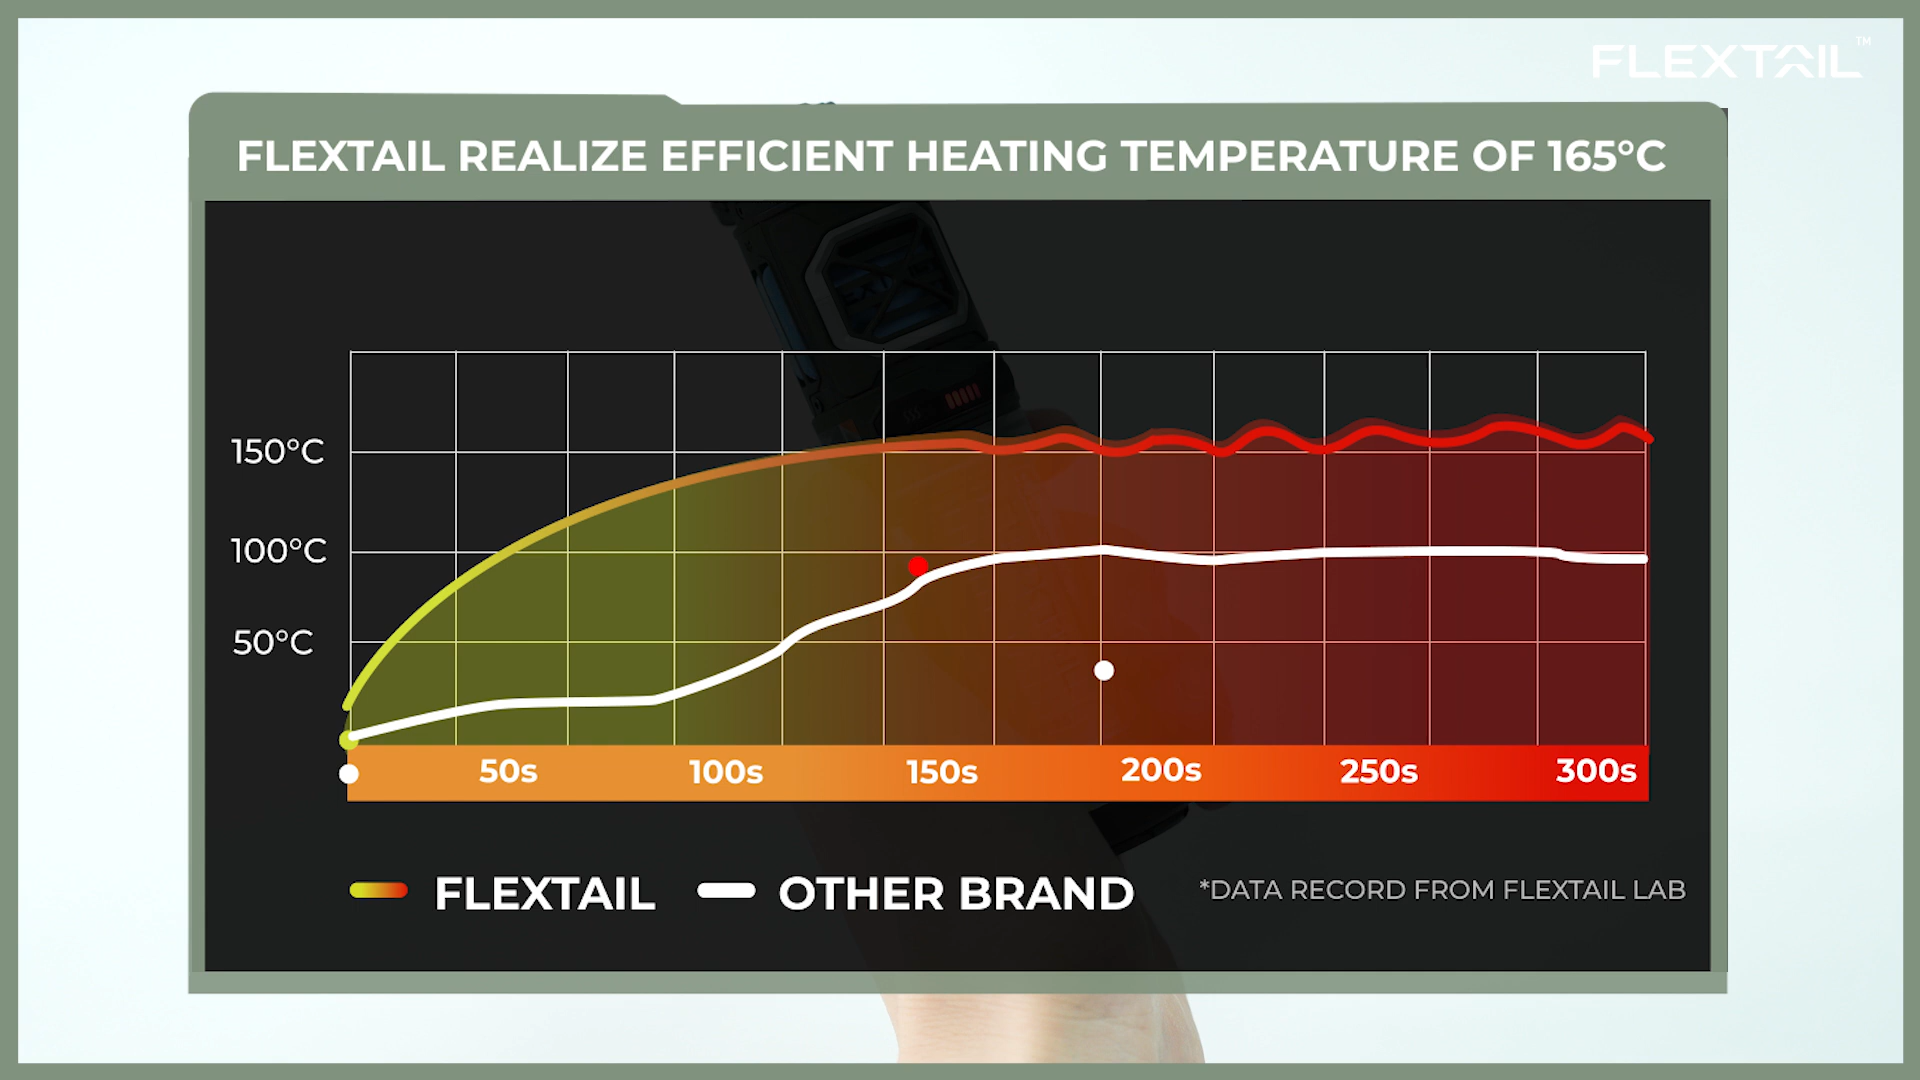 FLEXTAIL™
FLEXTAIL REALIZE EFFICIENT HEATING TEMPERATURE OF 165°C
150°C
100°C
50°C
50s 100s 150s 200s 250s 300s
FLEXTAIL OTHER BRAND *DATA RECORD FROM FLEXTAIL LAB